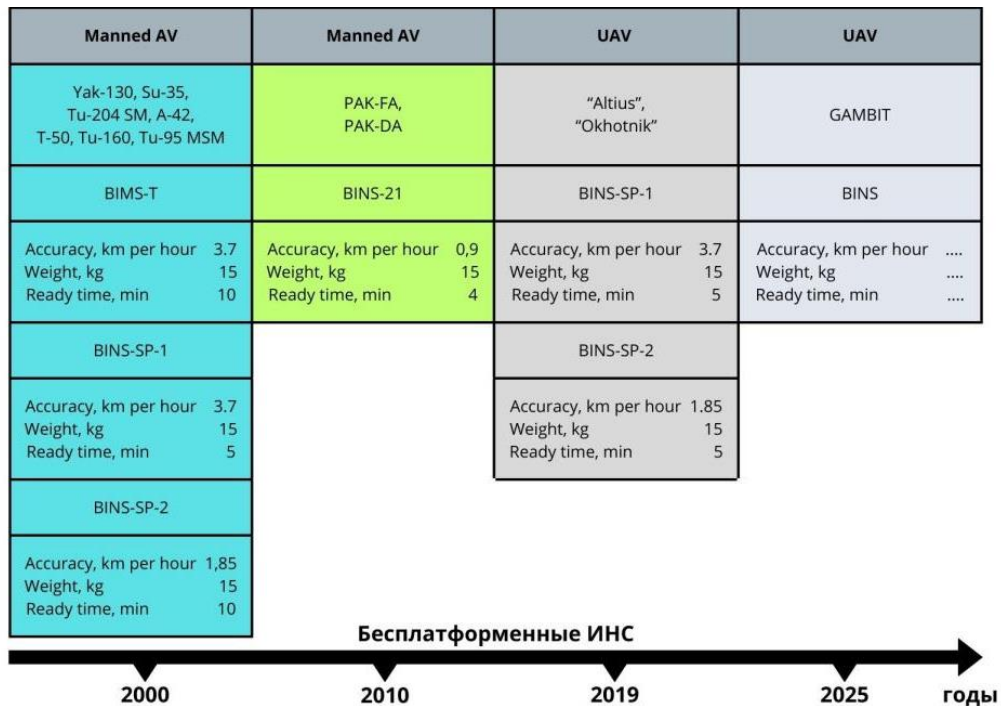 Manned AV
Manned AV
UAV
UAV
Yak-130, Su-35,
Tu-204 SM, A-42,
T-50, Tu-160, Tu-95 MSM
PAK-FA,
PAK-DA
“Altius”,
“Okhotnik”
GAMBIT
BIMS-T
BINS-21
BINS-SP-1
BINS
Accuracy, km per hour 3.7
Weight, kg 15
Ready time, min 10
Accuracy, km per hour 0,9
Weight, kg 15
Ready time, min 4
Accuracy, km per hour 3.7
Weight, kg 15
Ready time, min 5
Accuracy, km per hour ....
Weight, kg ....
Ready time, min ....
BINS-SP-1
BINS-SP-2
Accuracy, km per hour 3.7
Weight, kg 15
Ready time, min 5
Accuracy, km per hour 1.85
Weight, kg 15
Ready time, min 5
BINS-SP-2
Accuracy, km per hour 1,85
Weight, kg 15
Ready time, min 10
Бесплатформенные ИНС
2000
2010
2019
2025
годы